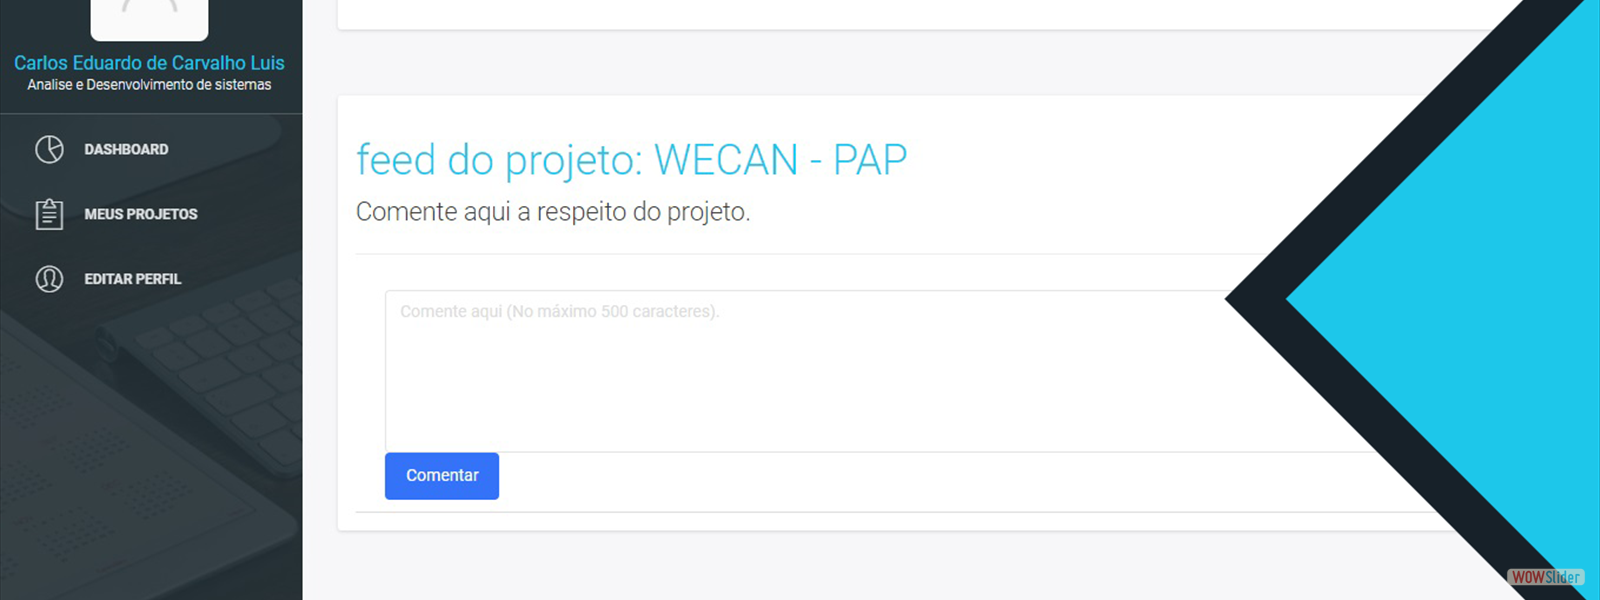 Carlos Eduardo de Carvalho Luis
Analise e Desenvolvimento de sistemas
DASHBOARD
MEUS PROJETOS
EDITAR PERFIL
feed do projeto: WECAN - PAP
Comente aqui a respeito do projeto.
Comente aqui (No máximo 500 caracteres).
Comentar
WOWSlider